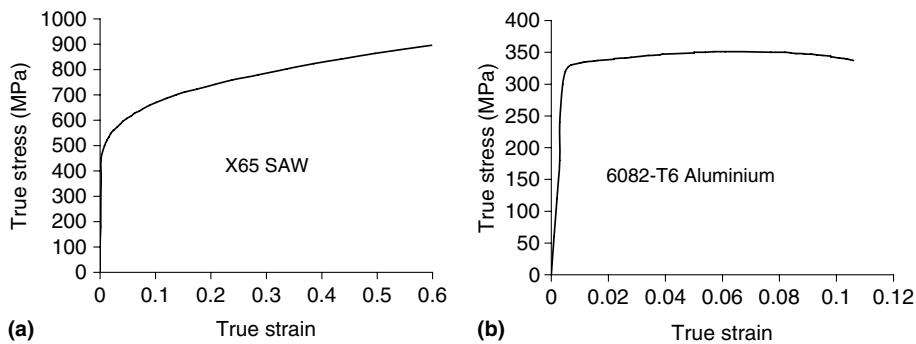 True stress (MPa)
1000
900
800
700
600
500
400
300
200
100
0
X65 SAW
0 0.1 0.2 0.3 0.4 0.5 0.6
True strain
(a)
True stress (MPa)
400
350
300
250
200
150
100
50
0
6082-T6 Aluminium
0 0.02 0.04 0.06 0.08 0.1 0.12
True strain
(b)